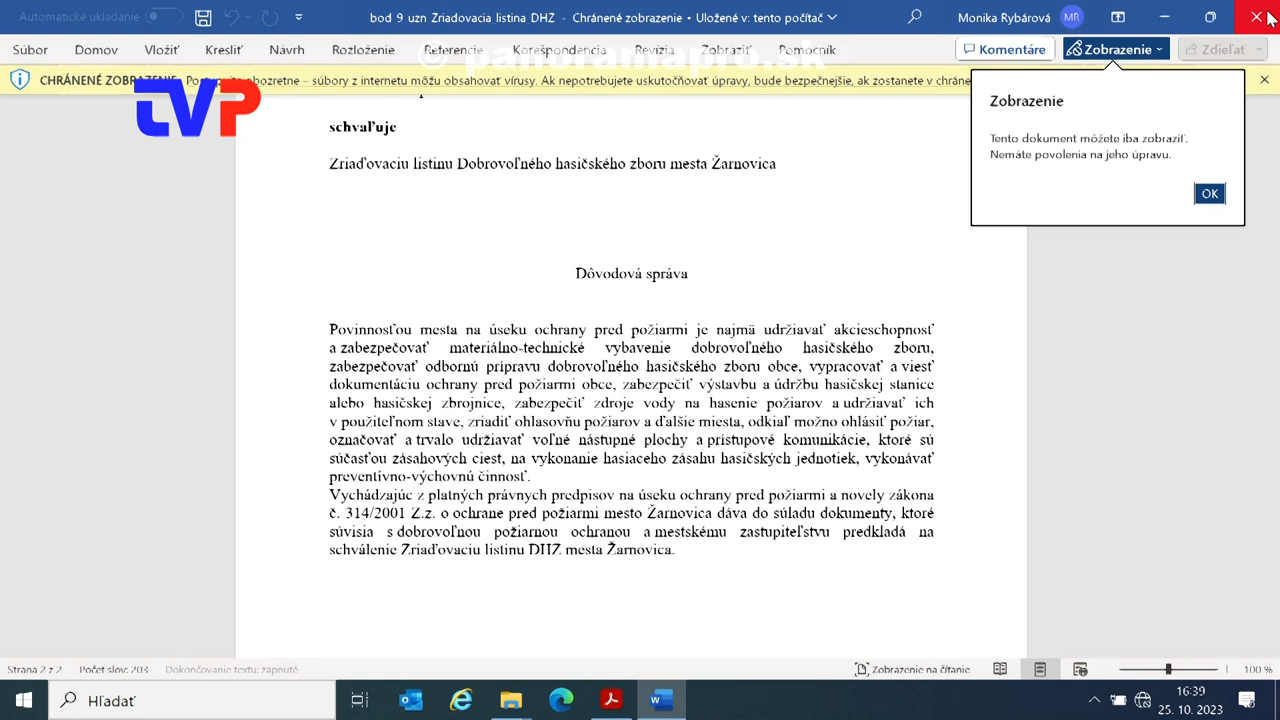 Automatické ukladanie
bod 9 uzn Zriadovacia listina DHZ - Chránené zobrazenie • Uložené v: tento počítač
Monika Rybárová MR
Súbor Domov Vložiť Kresliť Návrh Rozloženie Referencie Korešpondencia Revízia Zobraziť Pomocník
Komentáre Zobrazenie Zdieľať
CHRÁNENÉ ZOBRAZENIE – súbory z internetu môžu obsahovať vírusy. Ak nepotrebujete uskutočňovať úpravy, bude bezpečnejšie, ak zostanete v
TVP
Zobrazenie
Tento dokument môžete iba zobraziť.
Nemáte povolenia na jeho úpravu.
OK
schvaľuje
Zriaďovaciu listinu Dobrovoľného hasičského zboru mesta Žarnovica
Dôvodová správa
Povinnosťou mesta na úseku ochrany pred požiarmi je najmä udržiavať akcieschopnosť
a zabezpečovať materiálno-technické vybavenie dobrovoľného hasičského zboru,
zabezpečovať odbornú prípravu dobrovoľného hasičského zboru obce, vypracovať a viesť
dokumentáciu ochrany pred požiarmi obce, zabezpečiť výstavbu a údržbu hasičskej stanice
alebo hasičskej zbrojnice, zabezpečiť zdroje vody na hasenie požiarov a udržiavať ich
v použiteľnom stave, zriadiť ohlasovňu požiarov a ďalšie miesta, odkiaľ možno ohlásiť požiar,
označovať a trvalo udržiavať voľné nástupné plochy a prístupové komunikácie, ktoré sú
súčasťou zásahových ciest, na vykonanie hasiaceho zásahu hasičských jednotiek, vykonávať
preventívno-výchovnú činnosť.
Vychádzajúc z platných právnych predpisov na úseku ochrany pred požiarmi a novely zákona
č. 314/2001 Z.z. o ochrane pred požiarmi mesto Žarnovica dáva do súladu dokumenty, ktoré
súvisia s dobrovoľnou požiarnou ochranou a mestskému zastupiteľstvu predkladá na
schválenie Zriaďovaciu listinu DHZ mesta Žarnovica.
Strana 2 z 2 Počet slov: 203 Dokončovanie textu: zapnuté
Zobrazenie na čítanie 100 %
Hľadať
16:39
25. 10. 2023